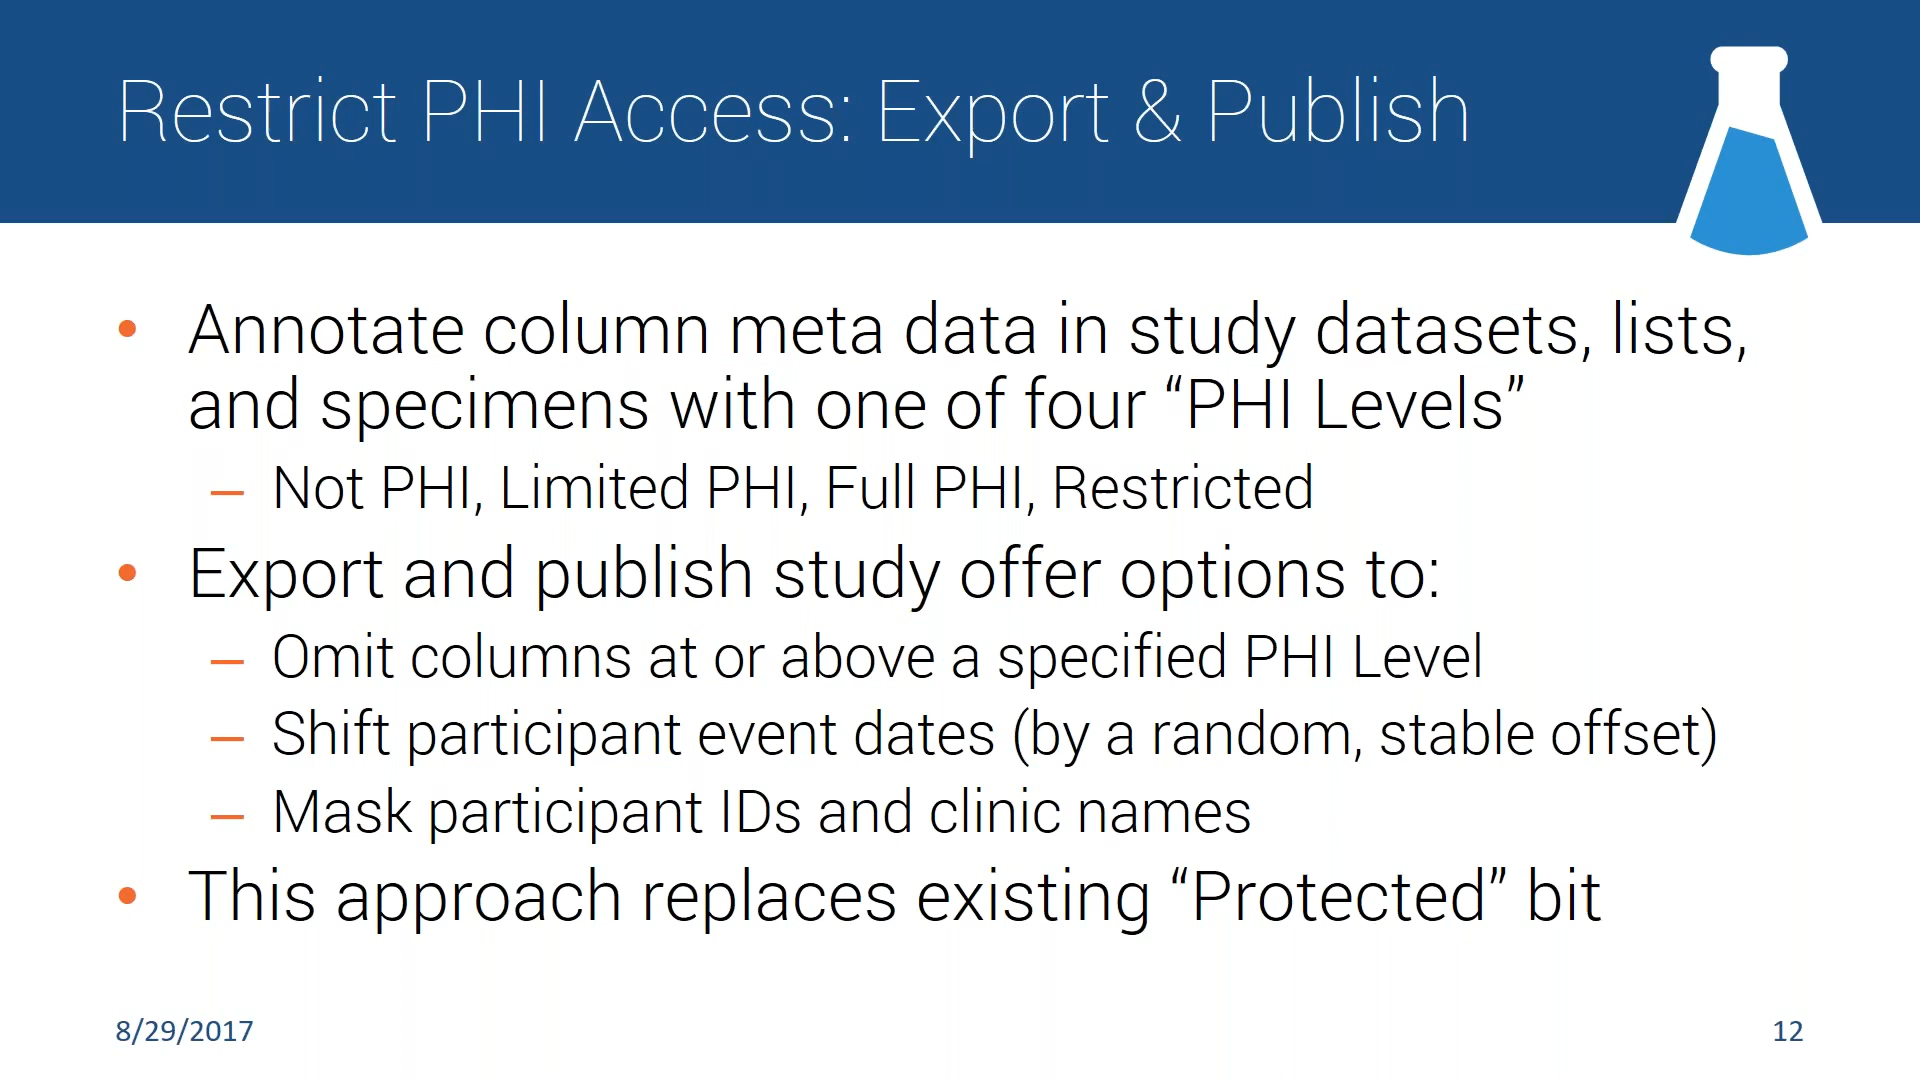 Restrict PHI Access: Export & Publish
• Annotate column meta data in study datasets, lists,
and specimens with one of four “PHI Levels”
– Not PHI, Limited PHI, Full PHI, Restricted
• Export and publish study offer options to:
– Omit columns at or above a specified PHI Level
– Shift participant event dates (by a random, stable offset)
– Mask participant IDs and clinic names
• This approach replaces existing “Protected” bit
8/29/2017
12